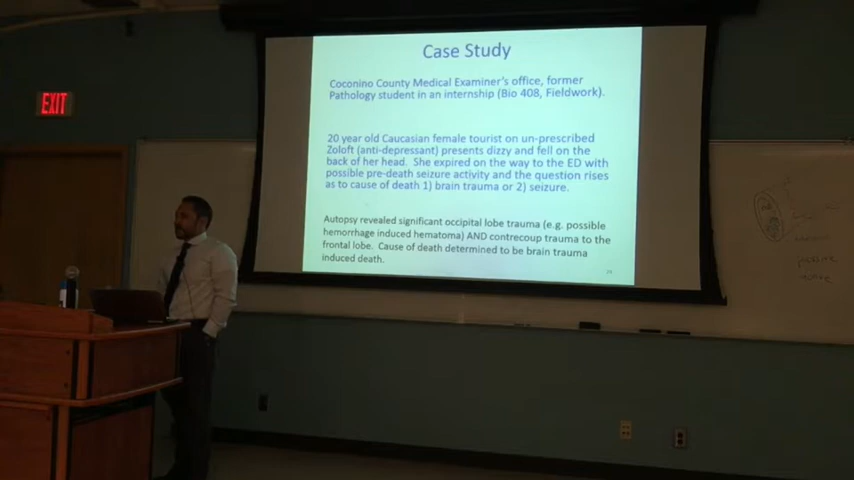 Case Study
Coconino County Medical Examiner's office, former
Pathology student in an internship (Bio 408, Fieldwork).
EXIT
20 year old Caucasian female tourist on un-prescribed
Zoloft (anti-depressant) presents dizzy and fell on the
back of her head. She expired on the way to the ED with
possible pre-death seizure activity and the question rises
as to cause of death 1) brain trauma or 2) seizure.
Autopsy revealed significant occipital lobe trauma (e.g. possible
hemorrhage induced hematoma) AND contrecoup trauma to the
frontal lobe. Cause of death determined to be brain trauma
induced death.